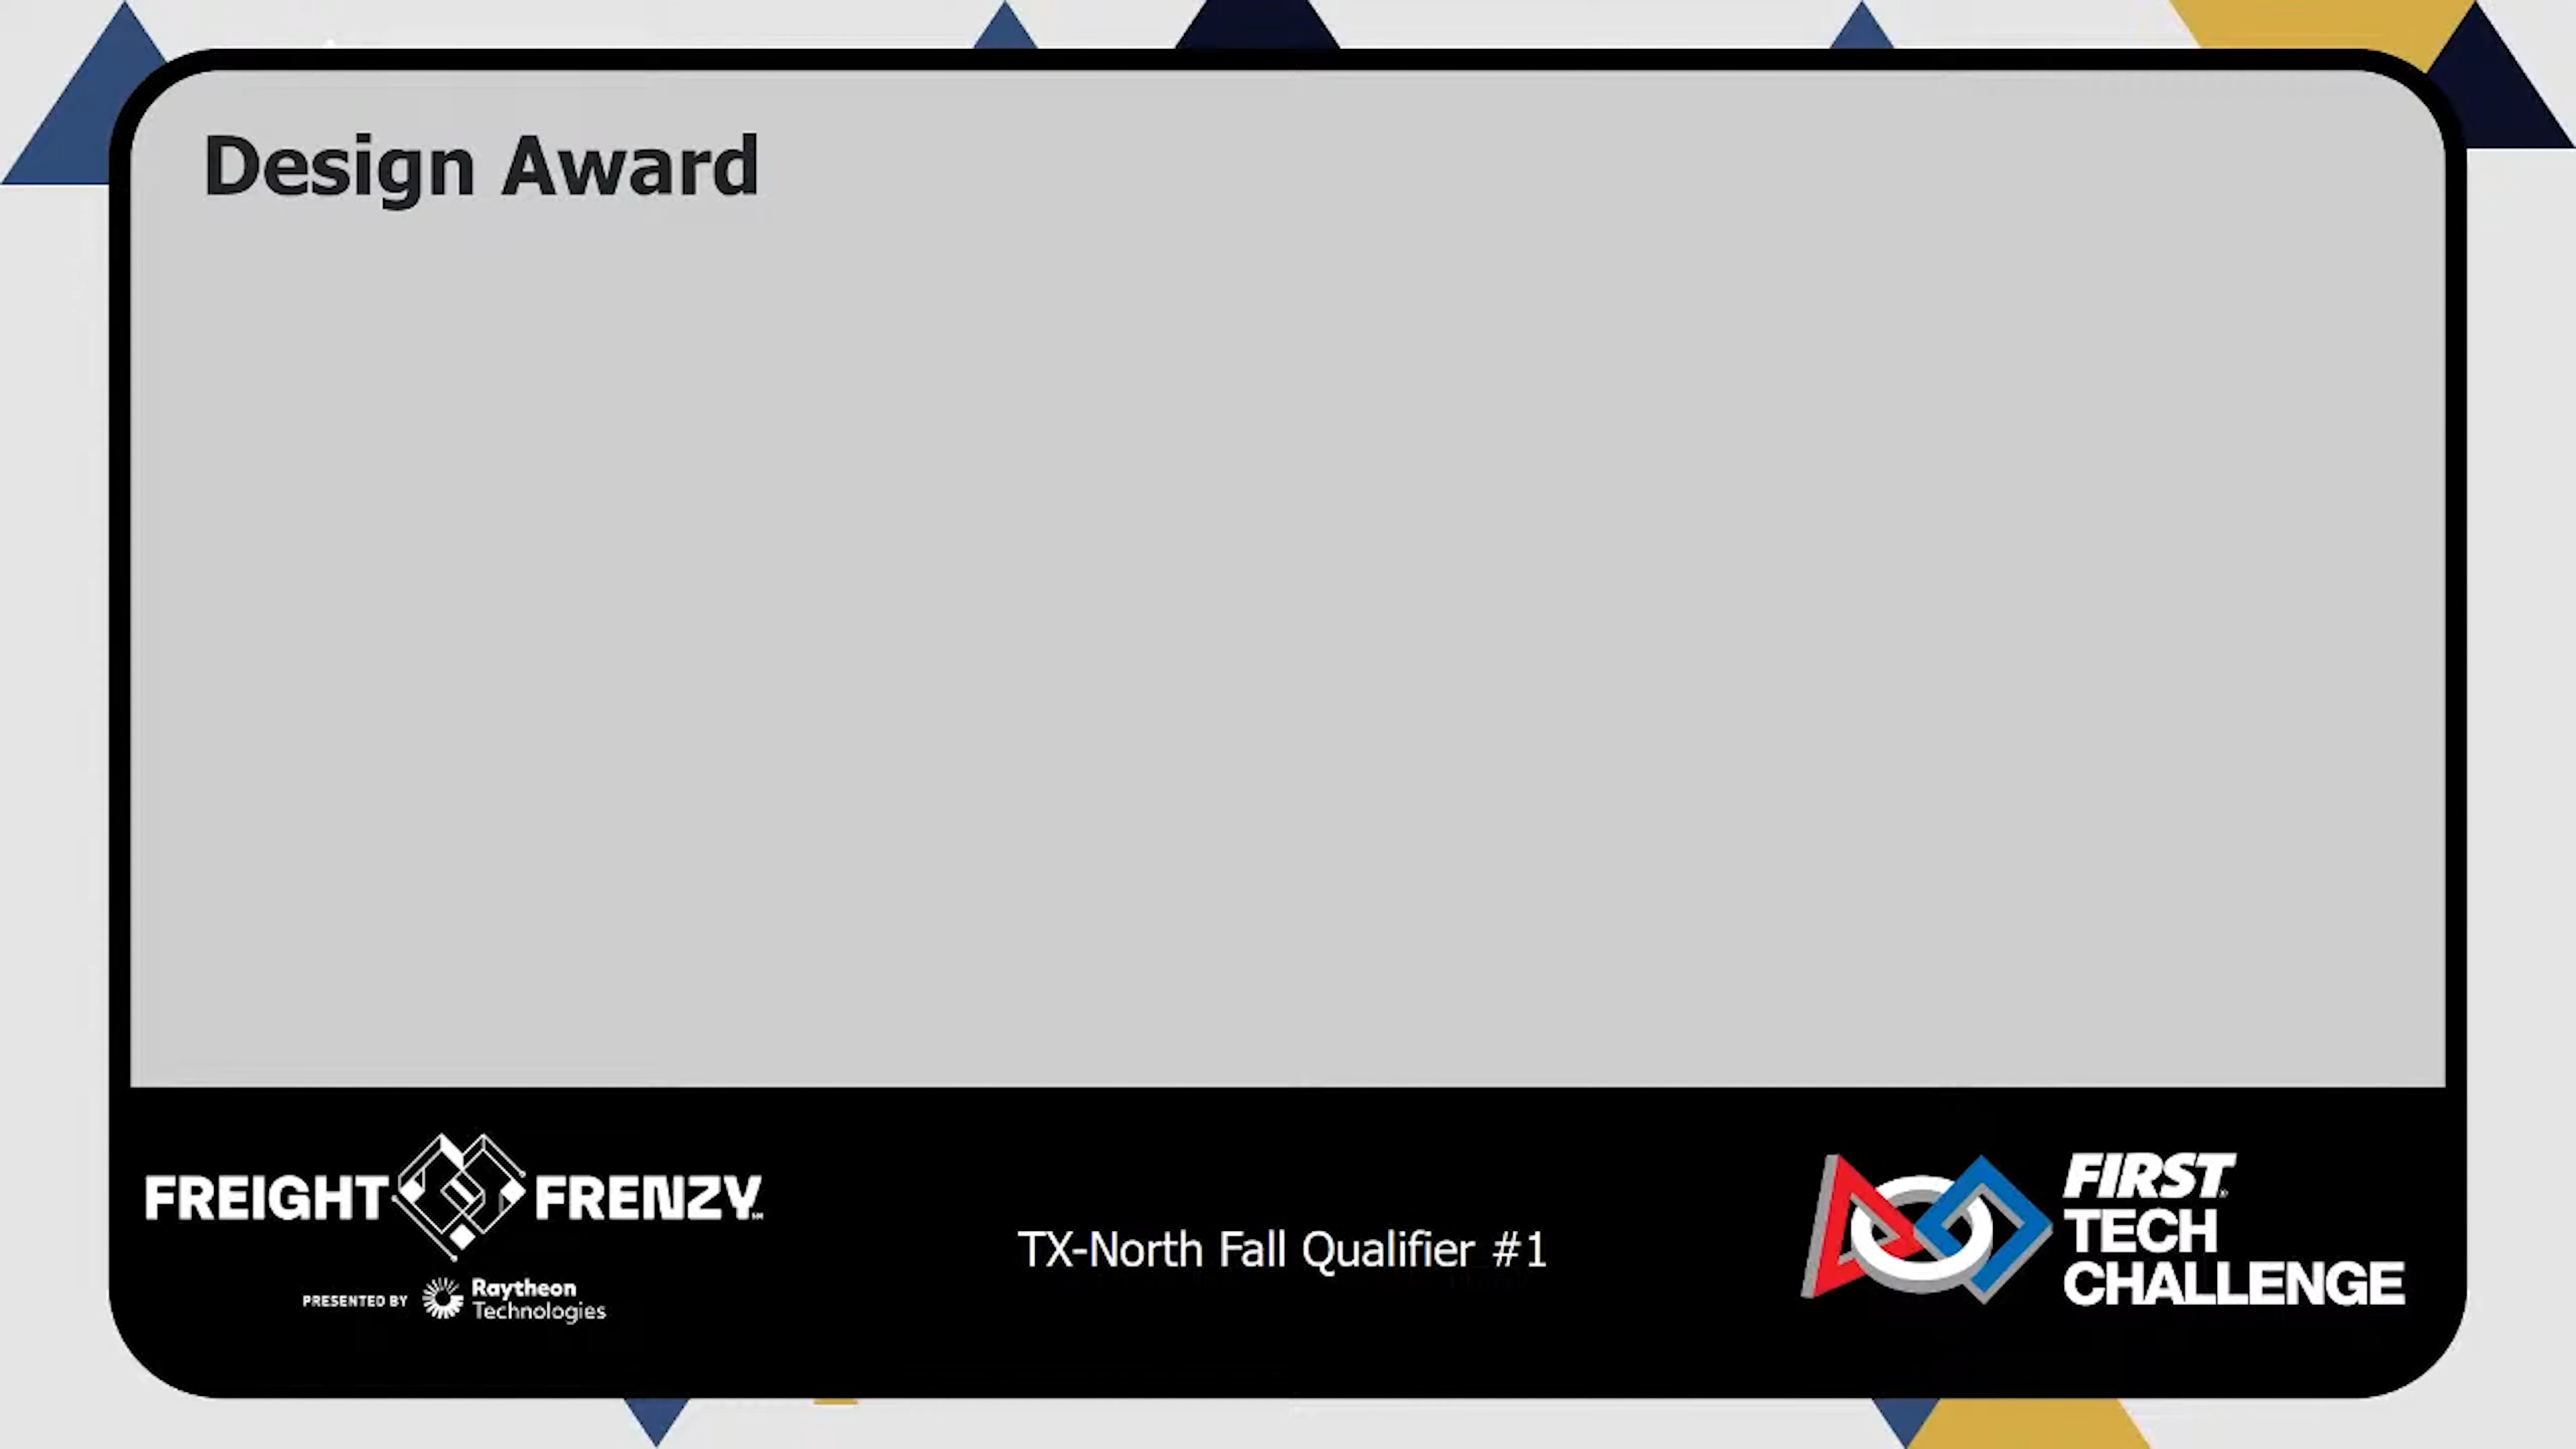 Design Award
FREIGHT FRENZY
PRESENTED BY Raytheon
Technologies
TX-North Fall Qualifier #1
FIRST
TECH
CHALLENGE